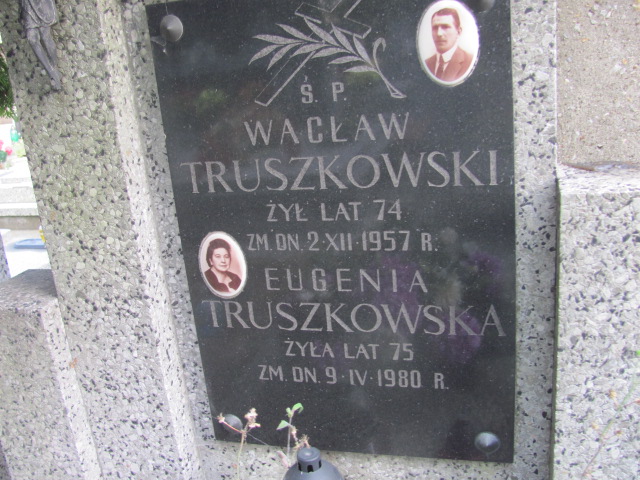 Ś. P.
WACŁAW
TRUSZKOWSKI
ŻYŁ LAT 74
ZM. DN. 2·XII·1957 R.
EUGENIA
TRUSZKOWSKA
ŻYŁA LAT 75
ZM. DN. 9·IV·1980 R.